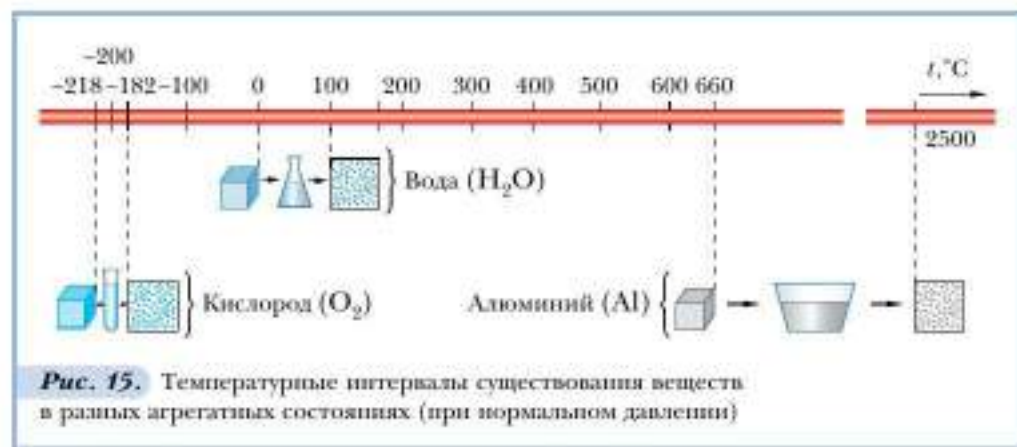 −200
−218 −182 −100 0 100 200 300 400 500 600 660 t,°C
2500
Вода (H₂O)
Кислород (O₂) Алюминий (Al)
Рис. 15. Температурные интервалы существования веществ
в разных агрегатных состояниях (при нормальном давлении)